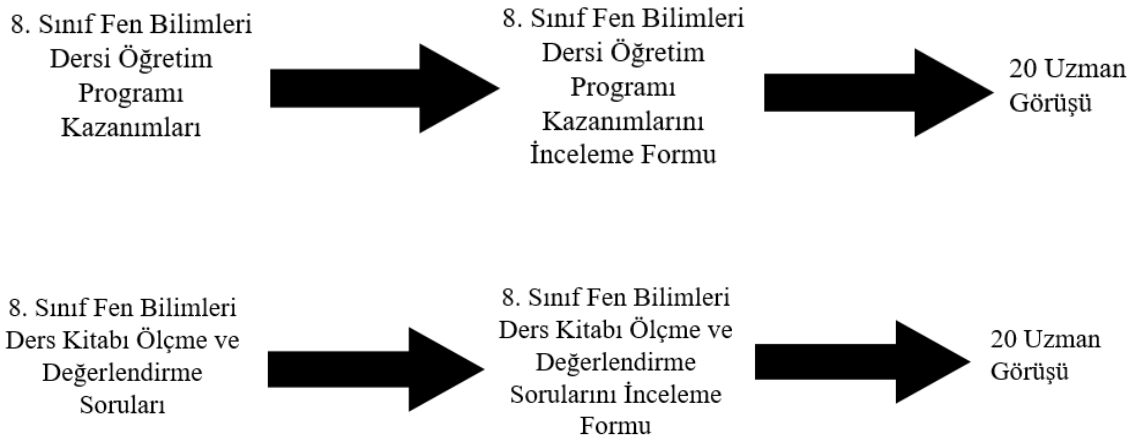 8. Sınıf Fen Bilimleri
Dersi Öğretim
Programı
Kazanımları
8. Sınıf Fen Bilimleri
Dersi Öğretim
Programı
Kazanımlarını
İnceleme Formu
20 Uzman
Görüşü
8. Sınıf Fen Bilimleri
Ders Kitabı Ölçme ve
Değerlendirme
Soruları
8. Sınıf Fen Bilimleri
Ders Kitabı Ölçme ve
Değerlendirme
Sorularını İnceleme
Formu
20 Uzman
Görüşü